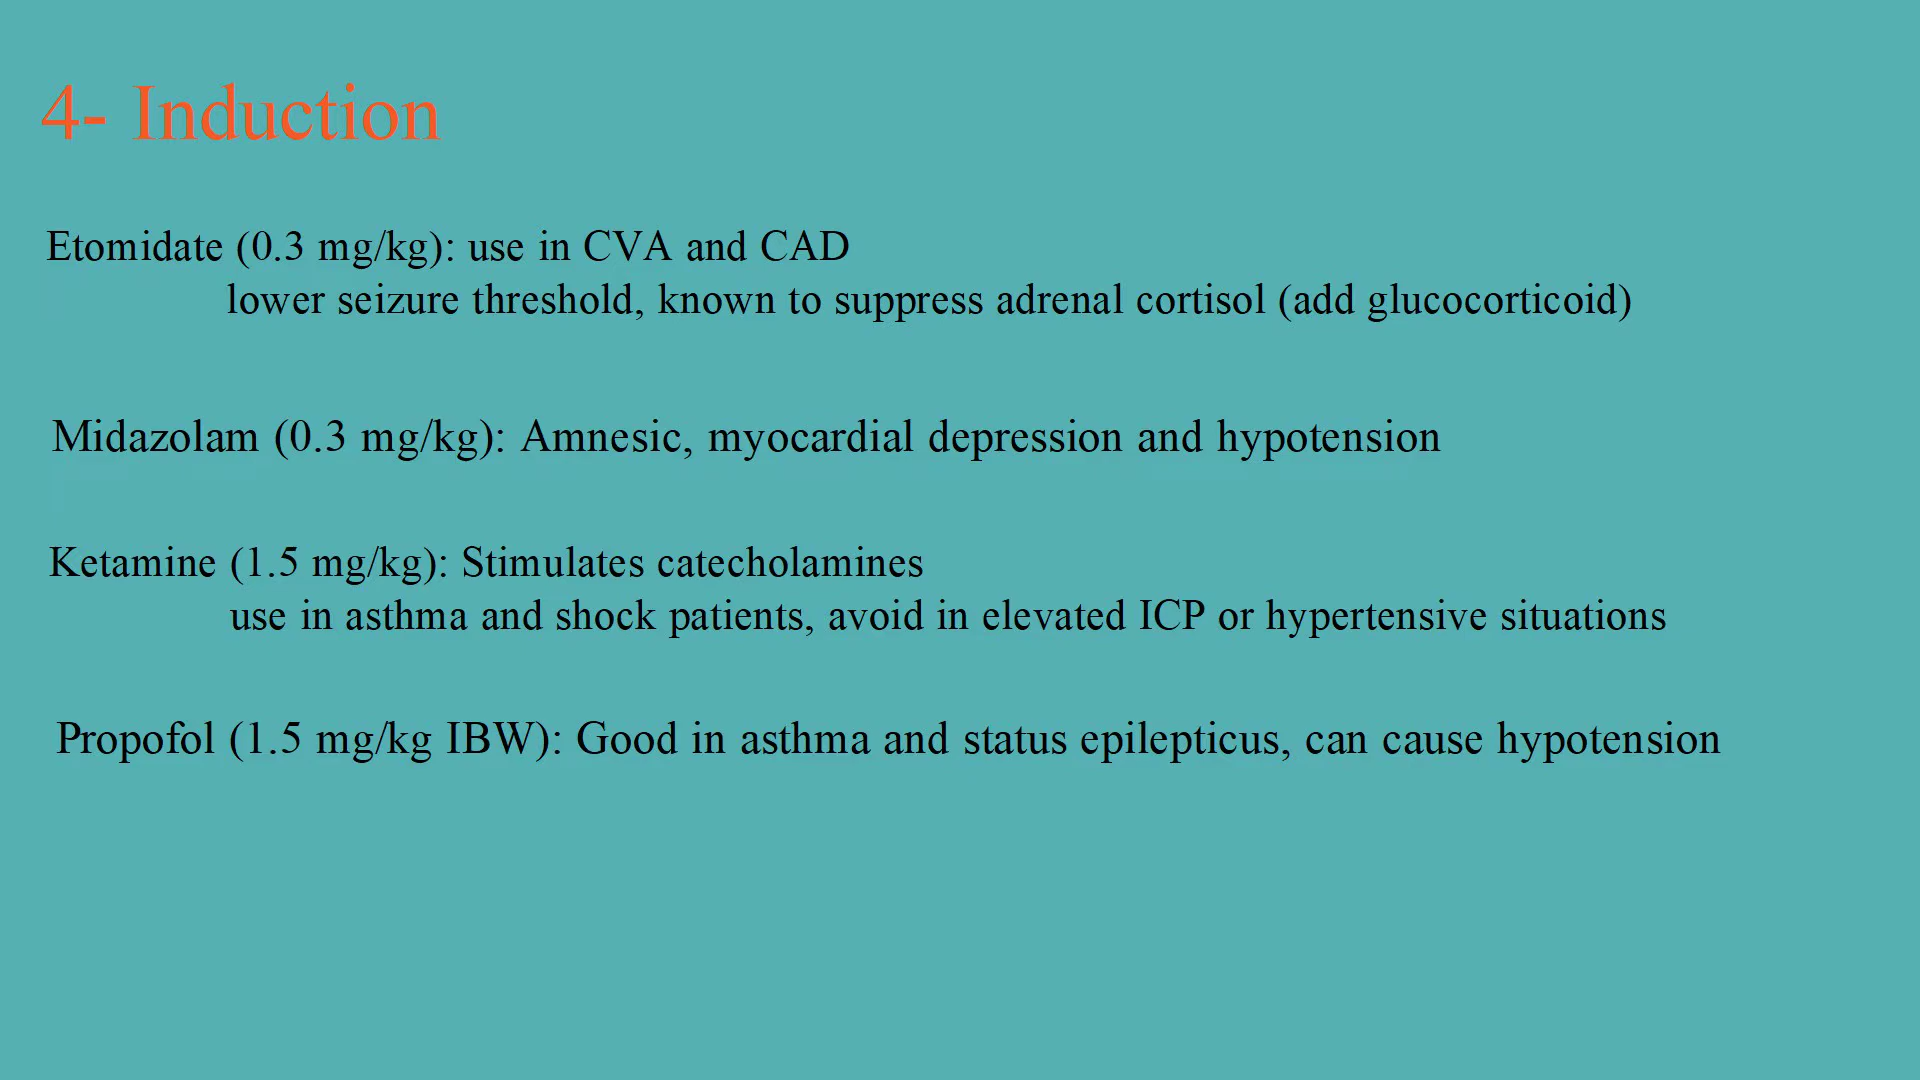 4- Induction
Etomidate (0.3 mg/kg): use in CVA and CAD
lower seizure threshold, known to suppress adrenal cortisol (add glucocorticoid)
Midazolam (0.3 mg/kg): Amnesic, myocardial depression and hypotension
Ketamine (1.5 mg/kg): Stimulates catecholamines
use in asthma and shock patients, avoid in elevated ICP or hypertensive situations
Propofol (1.5 mg/kg IBW): Good in asthma and status epilepticus, can cause hypotension